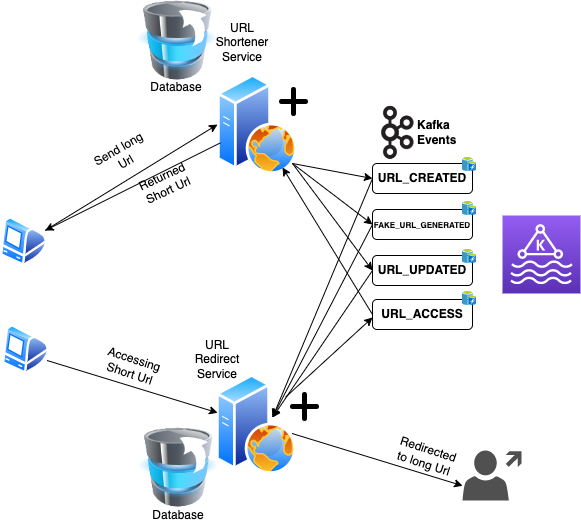 URL
Shortener
Service
Database
Send long
Url
Returned
Short Url
Kafka
Events
URL_CREATED
FAKE_URL_GENERATED
URL_UPDATED
URL_ACCESS
K
URL
Redirect
Service
Accessing
Short Url
Redirected
to long Url
Database